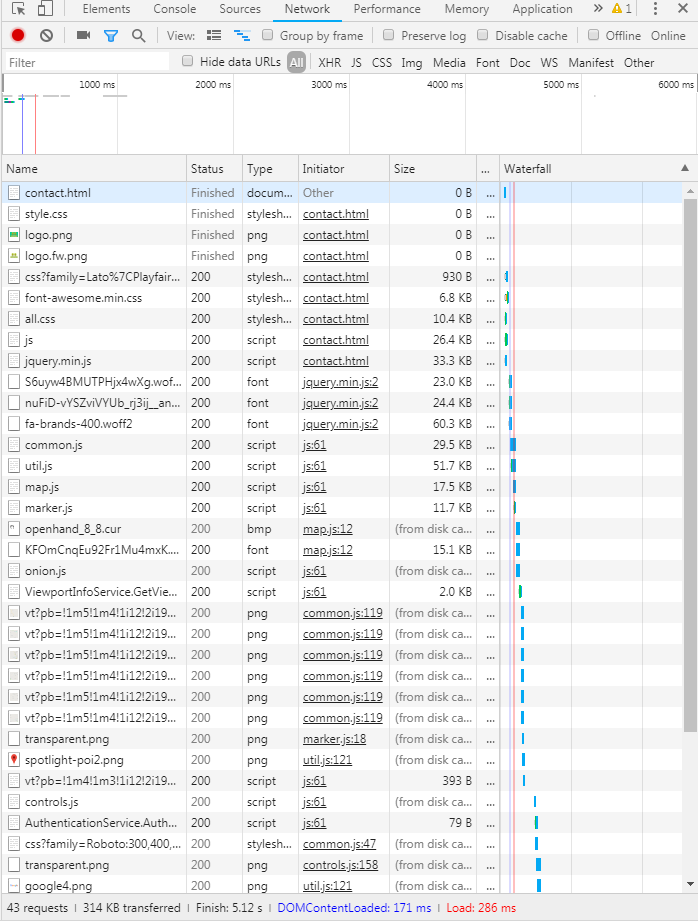 Elements Console Sources Network Performance Memory Application » 1
View: Group by frame Preserve log Disable cache Offline Online
Filter Hide data URLs All XHR JS CSS Img Media Font Doc WS Manifest Other
1000 ms 2000 ms 3000 ms 4000 ms 5000 ms 6000 ms
Name Status Type Initiator Size ... Waterfall
contact.html Finished docum... Other 0 B ...
style.css Finished stylesh... contact.html 0 B ...
logo.png Finished png contact.html 0 B ...
logo.fw.png Finished png contact.html 0 B ...
css?family=Lato%7CPlayfair... 200 stylesh... contact.html 930 B ...
font-awesome.min.css 200 stylesh... contact.html 6.8 KB ...
all.css 200 stylesh... contact.html 10.4 KB ...
js 200 script contact.html 26.4 KB ...
jquery.min.js 200 script contact.html 33.3 KB ...
S6uyw4BMUTPHjx4wXg.wof... 200 font jquery.min.js:2 23.0 KB ...
nuFiD-vYSZviVYUb_rj3ij__an... 200 font jquery.min.js:2 24.4 KB ...
fa-brands-400.woff2 200 font jquery.min.js:2 60.3 KB ...
common.js 200 script js:61 29.5 KB ...
util.js 200 script js:61 51.7 KB ...
map.js 200 script js:61 17.5 KB ...
marker.js 200 script js:61 11.7 KB ...
openhand_8_8.cur 200 bmp map.js:12 (from disk ca... ...
KFOmCnqEu92Fr1Mu4mxK.... 200 font map.js:12 15.1 KB ...
onion.js 200 script js:61 (from disk ca... ...
ViewportInfoService.GetVie... 200 script js:61 2.0 KB ...
vt?pb=!1m5!1m4!1i12!2i19... 200 png common.js:119 (from disk ca... ...
vt?pb=!1m5!1m4!1i12!2i19... 200 png common.js:119 (from disk ca... ...
vt?pb=!1m5!1m4!1i12!2i19... 200 png common.js:119 (from disk ca... ...
vt?pb=!1m5!1m4!1i12!2i19... 200 png common.js:119 (from disk ca... ...
vt?pb=!1m5!1m4!1i12!2i19... 200 png common.js:119 (from disk ca... ...
vt?pb=!1m5!1m4!1i12!2i19... 200 png common.js:119 (from disk ca... ...
transparent.png 200 png marker.js:18 (from disk ca... ...
spotlight-poi2.png 200 png util.js:121 (from disk ca... ...
vt?pb=!1m4!1m3!1i12!2i19... 200 script js:61 393 B ...
controls.js 200 script js:61 (from disk ca... ...
AuthenticationService.Auth... 200 script js:61 79 B ...
css?family=Roboto:300,400,... 200 stylesh... common.js:47 (from disk ca... ...
transparent.png 200 png controls.js:158 (from disk ca... ...
google4.png 200 png util.js:121 (from disk ca... ...
43 requests | 314 KB transferred | Finish: 5.12 s | DOMContentLoaded: 171 ms | Load: 286 ms